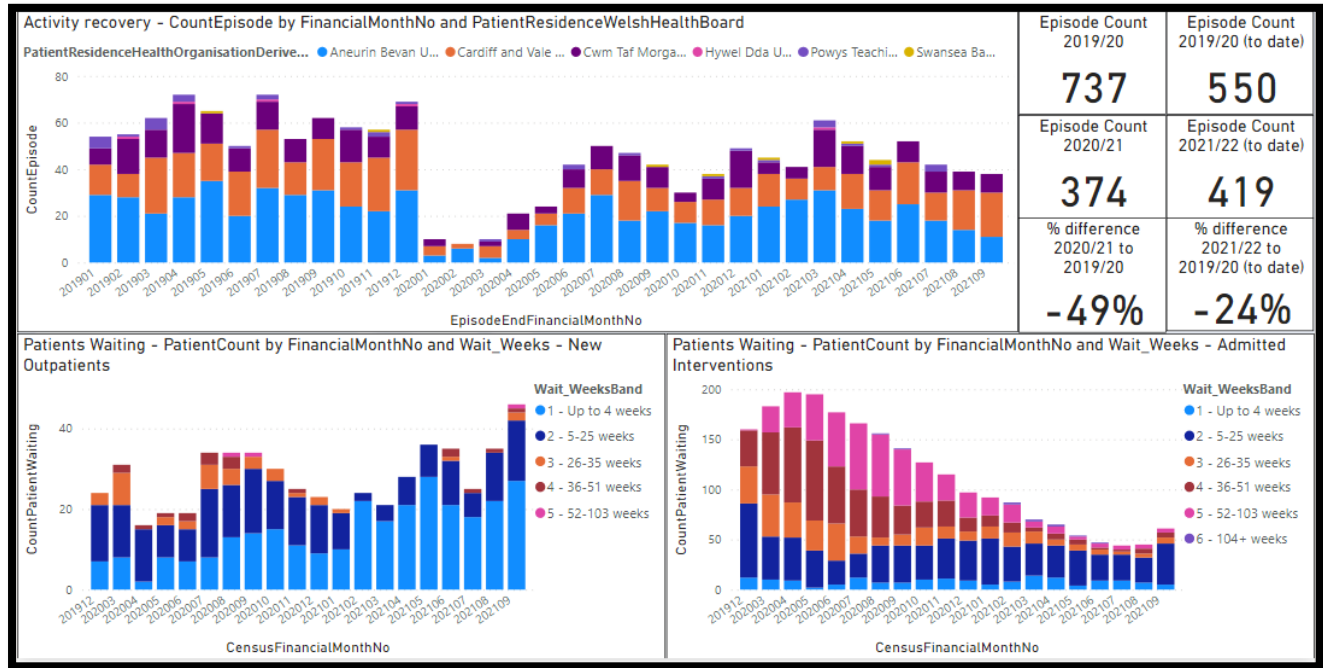 Activity recovery - CountEpisode by FinancialMonthNo and PatientResidenceWelshHealthBoard
PatientResidenceHealthOrganisationDerive... Aneurin Bevan U... Cardiff and Vale ... Cwm Taf Morga... Hywel Dda U... Powys Teachi... Swansea Ba...
CountEpisode
80
60
40
20
0
201901 201902 201903 201904 201905 201906 201907 201908 201909 201910 201911 201912 202001 202002 202003 202004 202005 202006 202007 202008 202009 202010 202011 202012 202101 202102 202103 202104 202105 202106 202107 202108 202109
EpisodeEndFinancialMonthNo
Episode Count
2019/20
737
Episode Count
2019/20 (to date)
550
Episode Count
2020/21
374
Episode Count
2021/22 (to date)
419
% difference
2020/21 to
2019/20
-49%
% difference
2021/22 to
2019/20 (to date)
-24%
Patients Waiting - PatientCount by FinancialMonthNo and Wait_Weeks - New
Outpatients
CountPatientWaiting
40
20
0
201912 202003 202004 202005 202006 202007 202008 202009 202010 202011 202012 202101 202102 202103 202104 202105 202106 202107 202108 202109
CensusFinancialMonthNo
Wait_WeeksBand
1 - Up to 4 weeks
2 - 5-25 weeks
3 - 26-35 weeks
4 - 36-51 weeks
5 - 52-103 weeks
Patients Waiting - PatientCount by FinancialMonthNo and Wait_Weeks - Admitted
Interventions
CountPatientWaiting
200
150
100
50
0
201912 202003 202004 202005 202006 202007 202008 202009 202010 202011 202012 202101 202102 202103 202104 202105 202106 202107 202108 202109
CensusFinancialMonthNo
Wait_WeeksBand
1 - Up to 4 weeks
2 - 5-25 weeks
3 - 26-35 weeks
4 - 36-51 weeks
5 - 52-103 weeks
6 - 104+ weeks